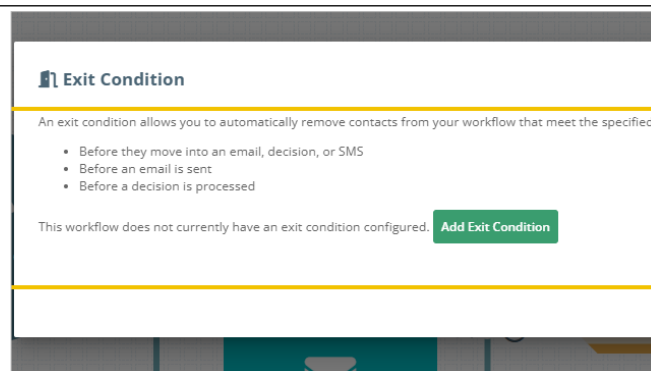 Exit Condition
An exit condition allows you to automatically remove contacts from your workflow that meet the specified
• Before they move into an email, decision, or SMS
• Before an email is sent
• Before a decision is processed
This workflow does not currently have an exit condition configured. Add Exit Condition